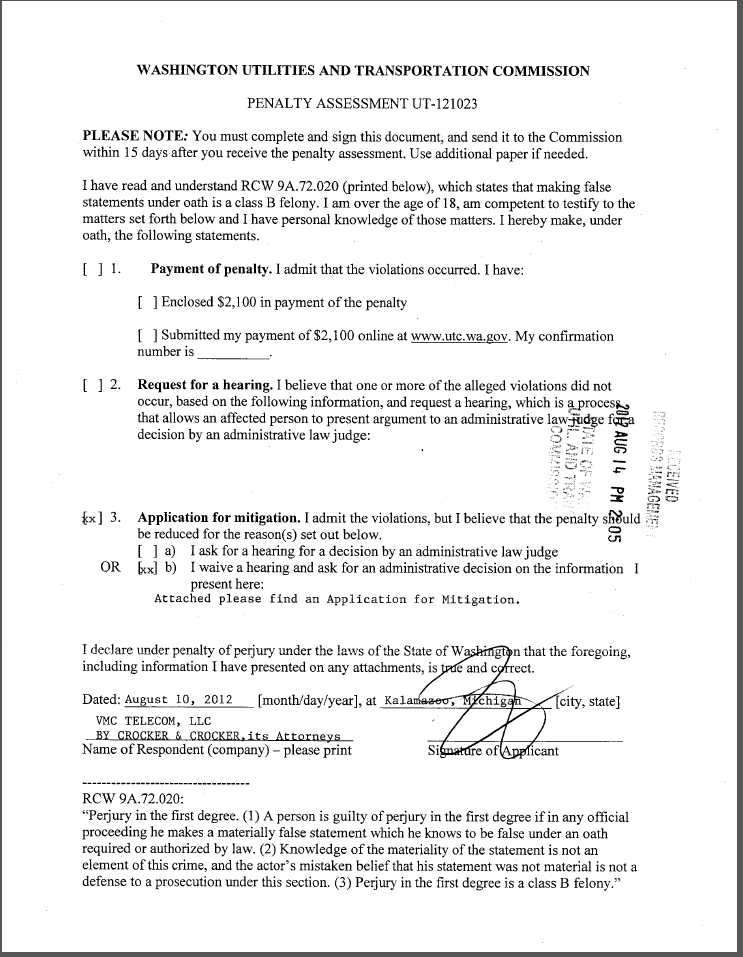 WASHINGTON UTILITIES AND TRANSPORTATION COMMISSION
PENALTY ASSESSMENT UT-121023
PLEASE NOTE: You must complete and sign this document, and send it to the Commission
within 15 days after you receive the penalty assessment. Use additional paper if needed.
I have read and understand RCW 9A.72.020 (printed below), which states that making false
statements under oath is a class B felony. I am over the age of 18, am competent to testify to the
matters set forth below and I have personal knowledge of those matters. I hereby make, under
oath, the following statements.
[ ] 1. Payment of penalty. I admit that the violations occurred. I have:
[ ] Enclosed $2,100 in payment of the penalty
[ ] Submitted my payment of $2,100 online at www.utc.wa.gov. My confirmation
number is __________.
[ ] 2. Request for a hearing. I believe that one or more of the alleged violations did not
occur, based on the following information, and request a hearing, which is a process
that allows an affected person to present argument to an administrative law judge for a
decision by an administrative law judge:
RECEIVED
RECORDS MANAGEMENT
2012 AUG 14 PM 2:05
STATE OF
UTIL. AND TRA
COMMISSION
[xx] 3. Application for mitigation. I admit the violations, but I believe that the penalty should
be reduced for the reason(s) set out below.
[ ] a) I ask for a hearing for a decision by an administrative law judge
OR [xx] b) I waive a hearing and ask for an administrative decision on the information I
present here:
Attached please find an Application for Mitigation.
I declare under penalty of perjury under the laws of the State of Washington that the foregoing,
including information I have presented on any attachments, is true and correct.
Dated: August 10, 2012 [month/day/year], at Kalamazoo, Michigan [city, state]
VMC TELECOM, LLC
BY CROCKER & CROCKER,its Attorneys
Name of Respondent (company) – please print Signature of Applicant
-----------------------------------
RCW 9A.72.020:
“Perjury in the first degree. (1) A person is guilty of perjury in the first degree if in any official
proceeding he makes a materially false statement which he knows to be false under an oath
required or authorized by law. (2) Knowledge of the materiality of the statement is not an
element of this crime, and the actor’s mistaken belief that his statement was not material is not a
defense to a prosecution under this section. (3) Perjury in the first degree is a class B felony.”